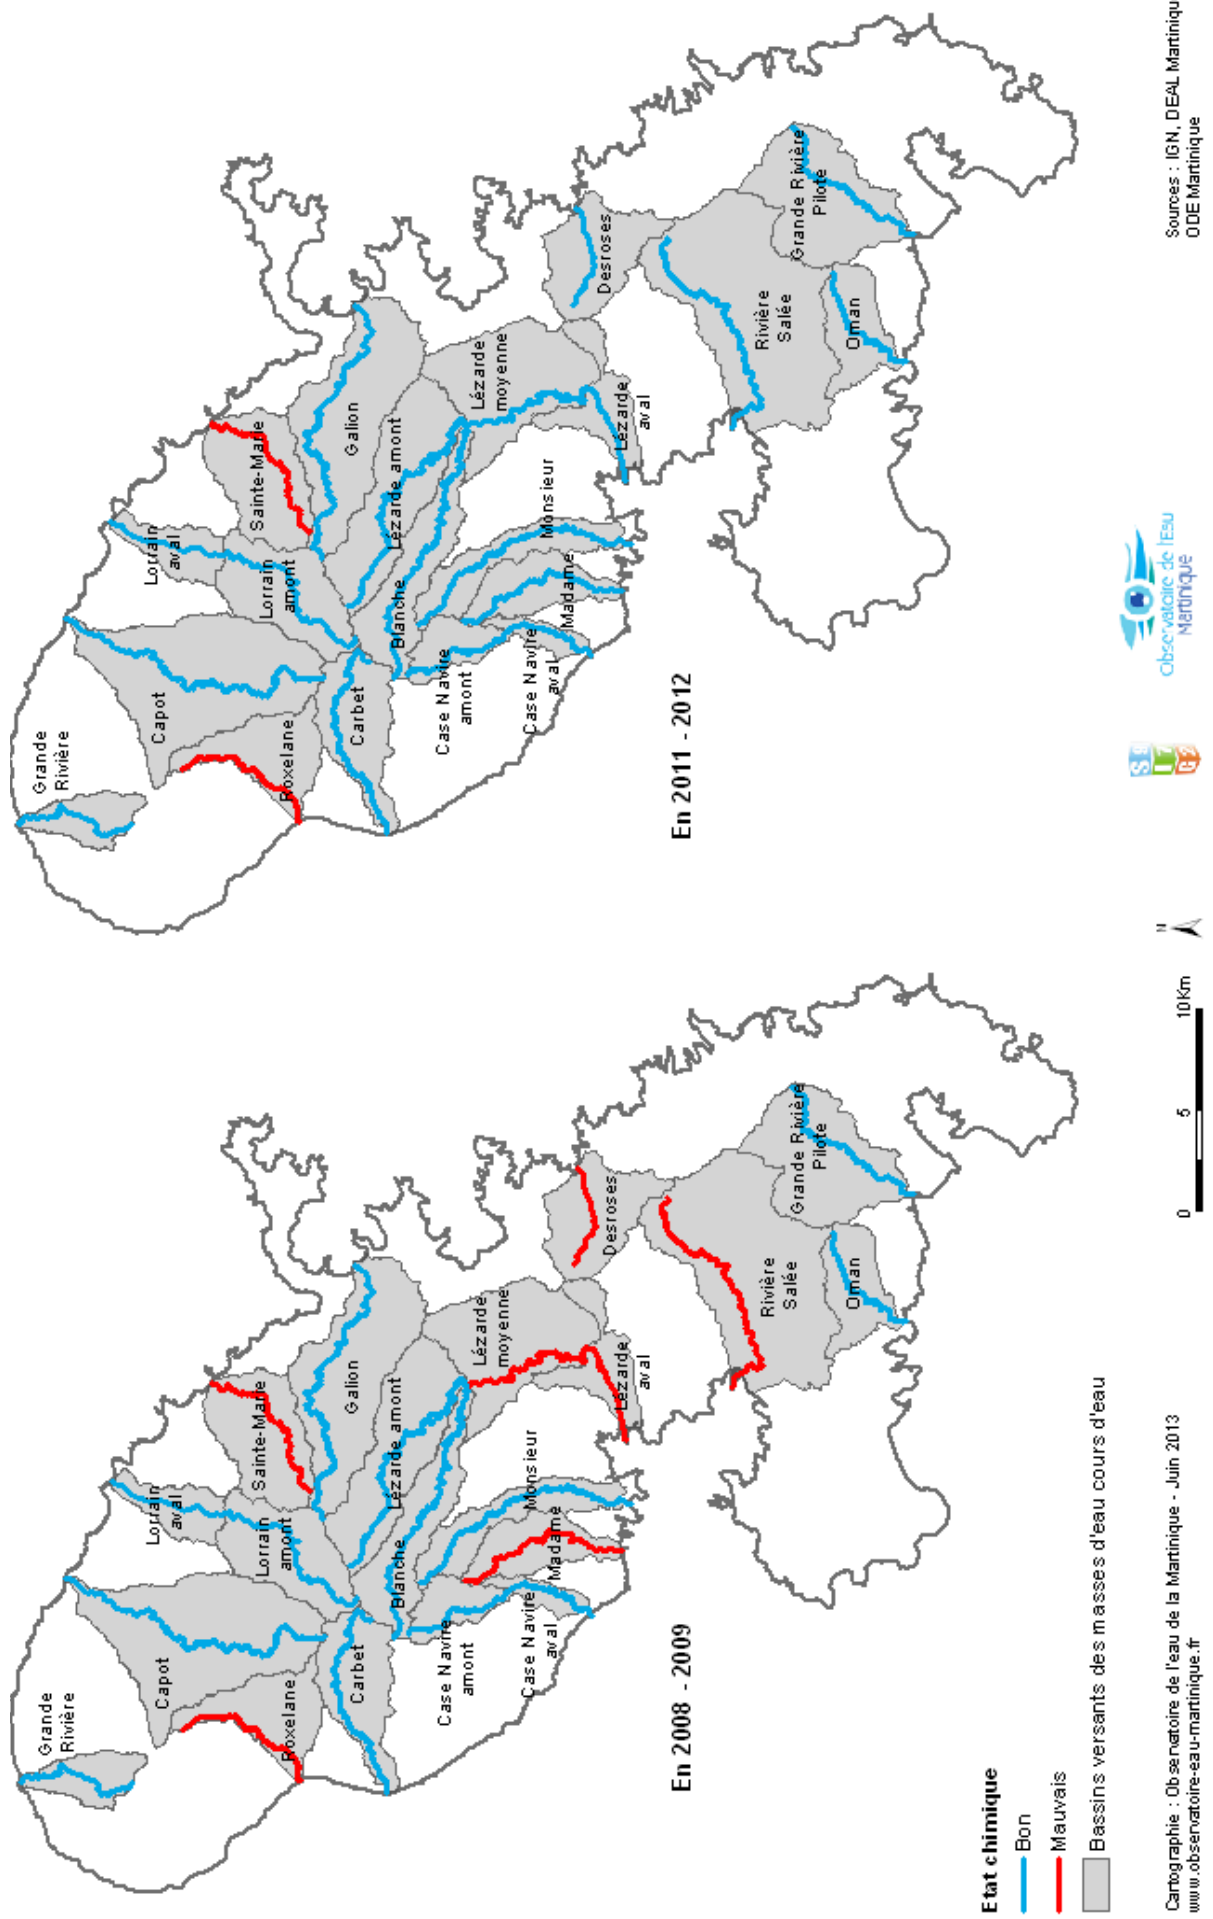 Grande
Rivière
Capot
Roxelane
Carbet
Lorrain
aval
Lorrain
amont
Sainte-Marie
Galion
Lézarde amont
Lézarde
moyenne
Lézarde
aval
Blanche
Case Navire
amont
Case Navire
aval
Madame
Monsieur
Desroses
Rivière
Salée
Grande Rivière
Pilote
Oman
En 2008 - 2009
Grande
Rivière
Capot
Roxelane
Carbet
Lorrain
aval
Lorrain
amont
Sainte-Marie
Galion
Lézarde amont
Lézarde
moyenne
Lézarde
aval
Blanche
Case Navire
amont
Case Navire
aval
Madame
Monsieur
Desroses
Rivière
Salée
Grande Rivière
Pilote
Oman
En 2011 - 2012
Etat chimique
Bon
Mauvais
Bassins versants des masses d'eau cours d'eau
Cartographie : Observatoire de l'eau de la Martinique - Juin 2013
www.observatoire-eau-martinique.fr
0 5 10Km
N
Observatoire de l'Eau
Martinique
Sources : IGN, DEAL Martinique
ODE Martinique